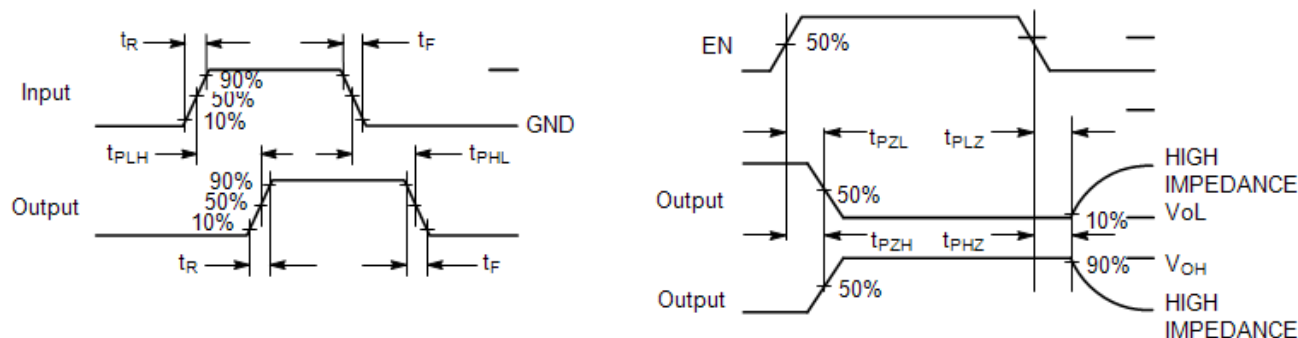 tR
tF
Input
90%
50%
10%
GND
tPLH
tPHL
Output
90%
50%
10%
tR
tF
EN
50%
tPZL
tPLZ
HIGH
IMPEDANCE
Output
50%
10%
VOL
tPZH
tPHZ
90%
VOH
Output
50%
HIGH
IMPEDANCE